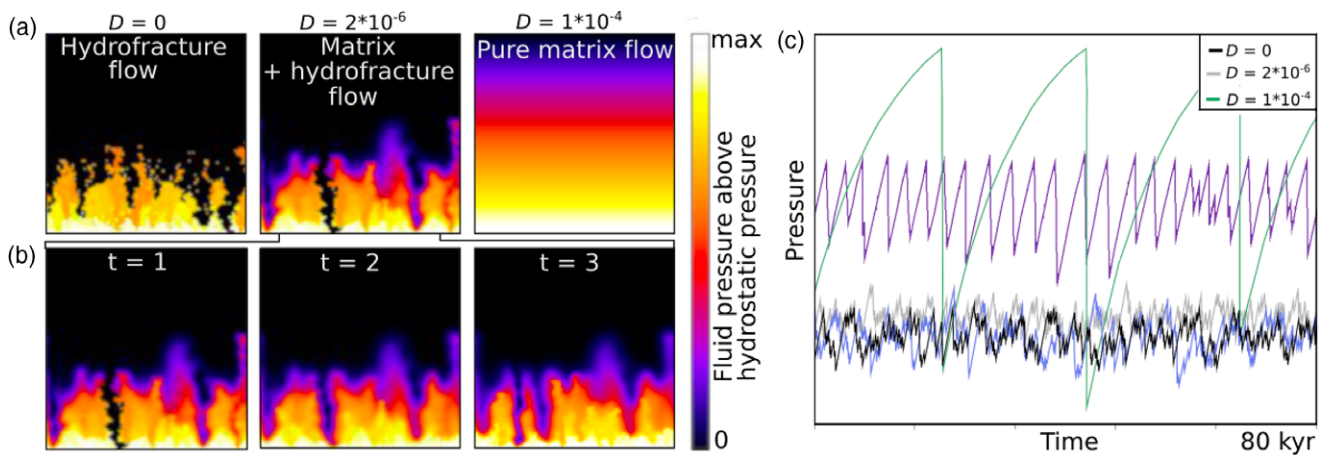 (a)
D = 0
D = 2*10-6
D = 1*10-4
Hydrofracture
flow
Matrix
+ hydrofracture
flow
Pure matrix flow
max
Fluid pressure above
hydrostatic pressure
0
(b)
t = 1
t = 2
t = 3
(c)
D = 0
D = 2*10-6
D = 1*10-4
Pressure
Time
80 kyr